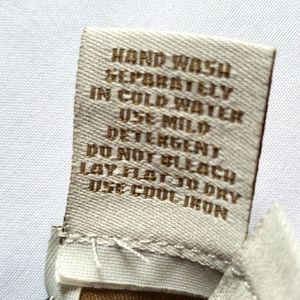 HAND WASH
SEPARATELY
IN COLD WATER
USE MILD
DETERGENT
DO NOT BLEACH
LAY FLAT TO DRY
USE COOL IRON